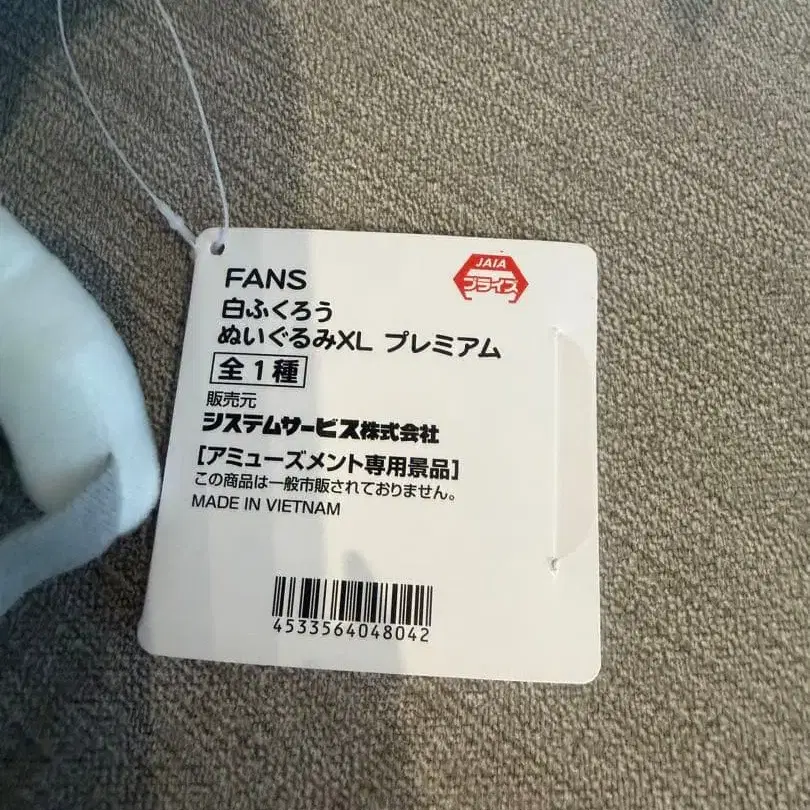 FANS
JAIA
プライズ
白ふくろう
ぬいぐるみXL プレミアム
全1種
販売元
システムサービス株式会社
[アミューズメント専用景品]
この商品は一般市販されておりません。
MADE IN VIETNAM
4533564048042